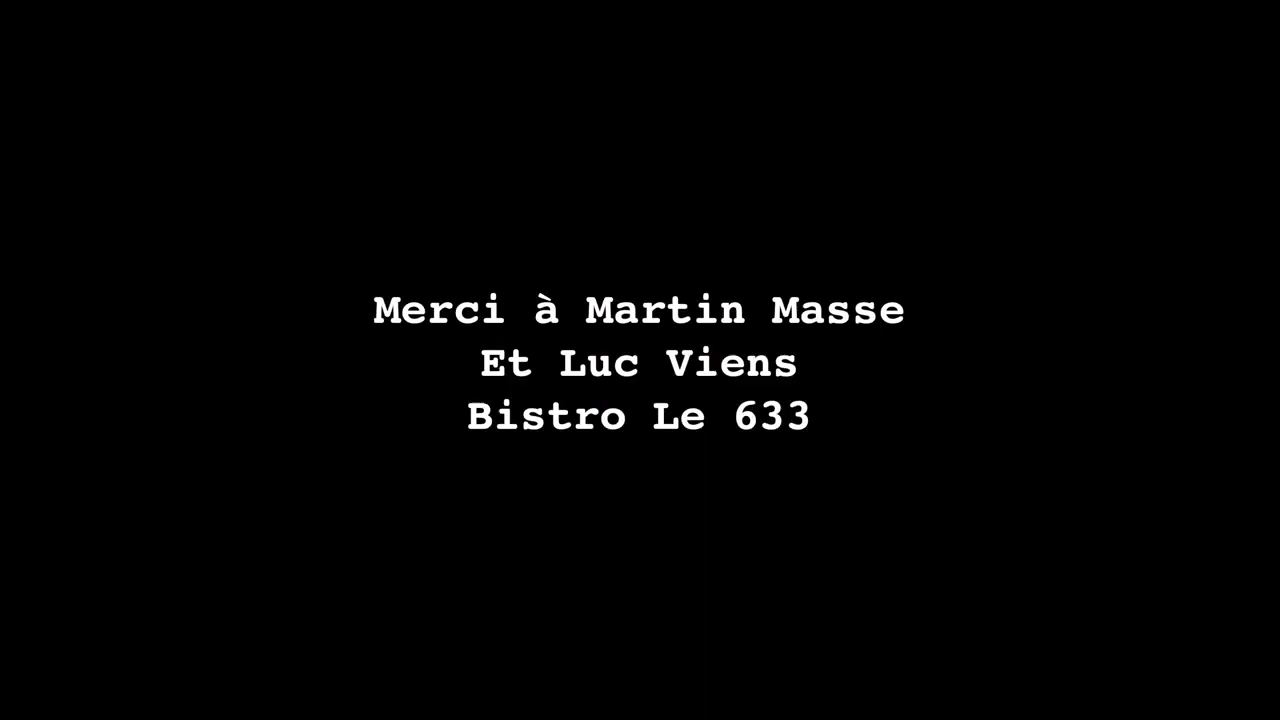 Merci à Martin Masse
Et Luc Viens
Bistro Le 633